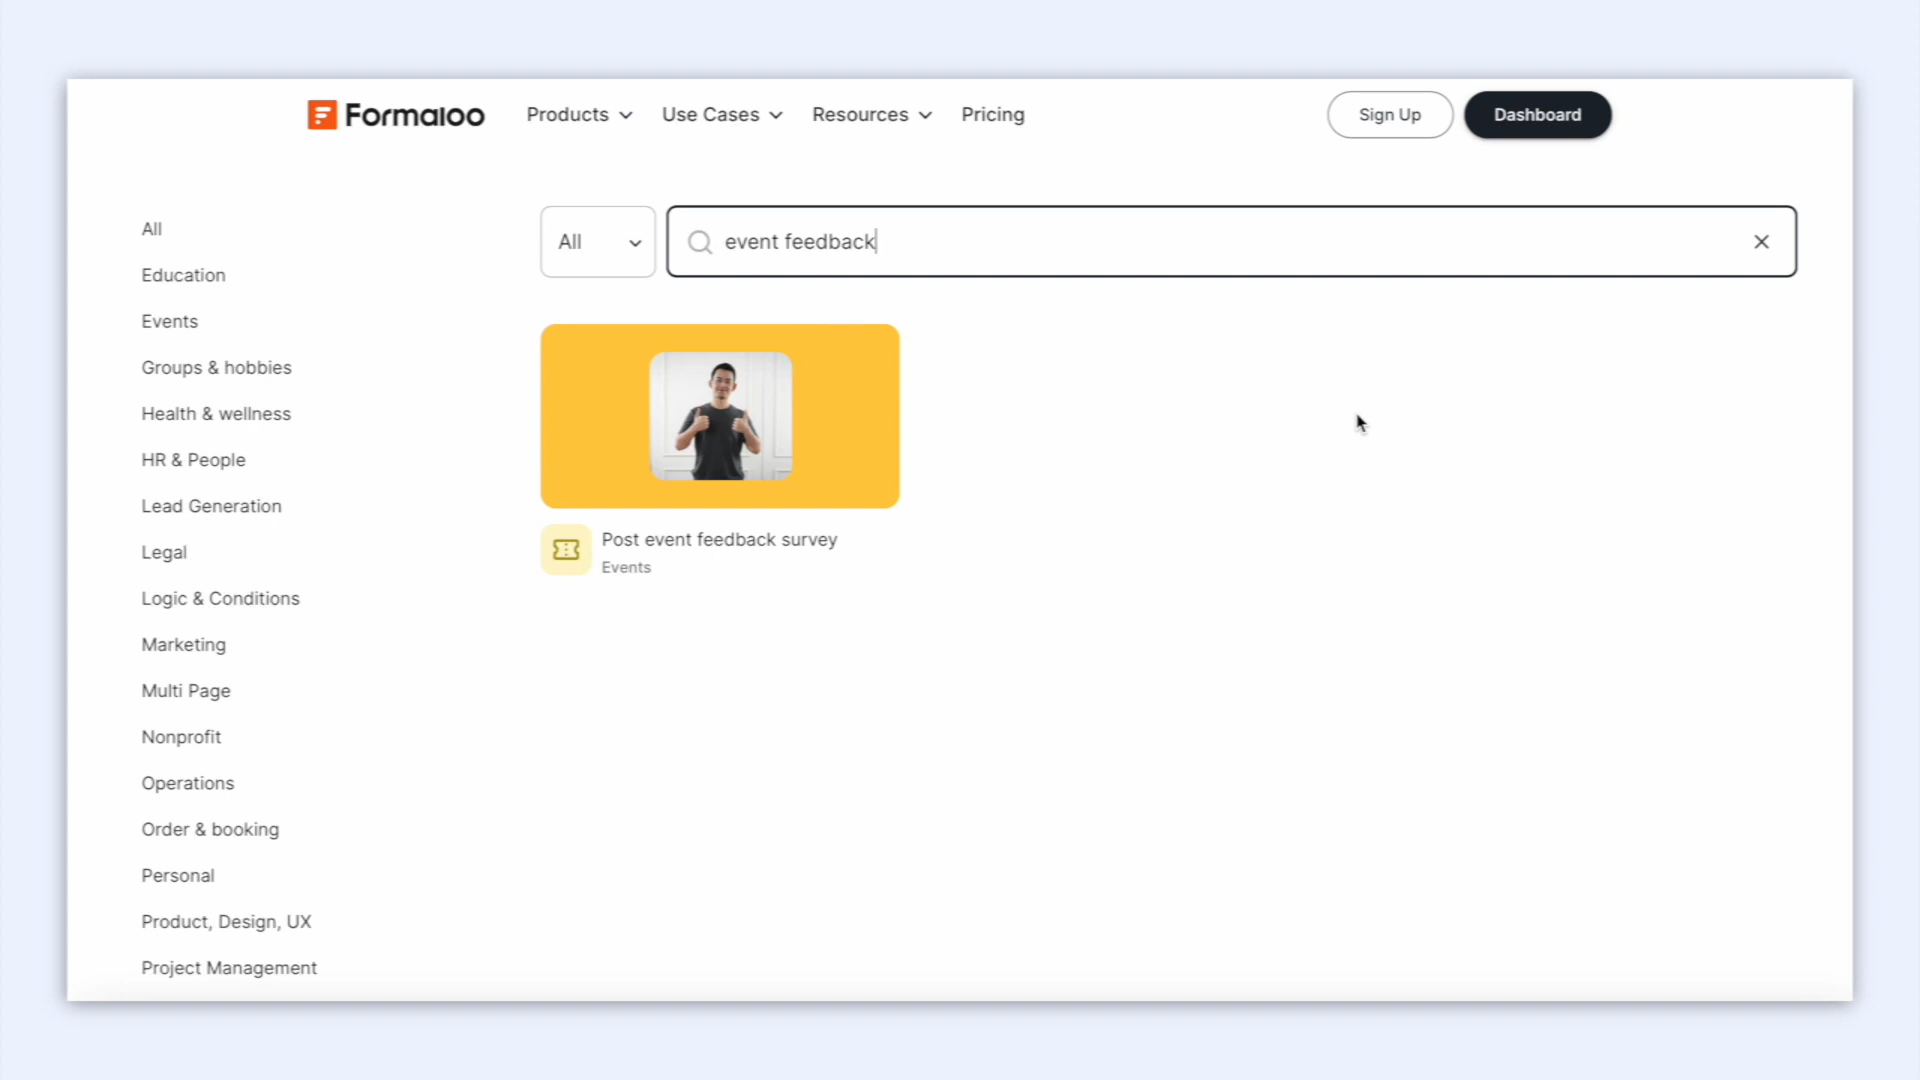 Formaloo Products Use Cases Resources Pricing Sign Up Dashboard
All
Education
Events
Groups & hobbies
Health & wellness
HR & People
Lead Generation
Legal
Logic & Conditions
Marketing
Multi Page
Nonprofit
Operations
Order & booking
Personal
Product, Design, UX
Project Management
All event feedback
Post event feedback survey
Events